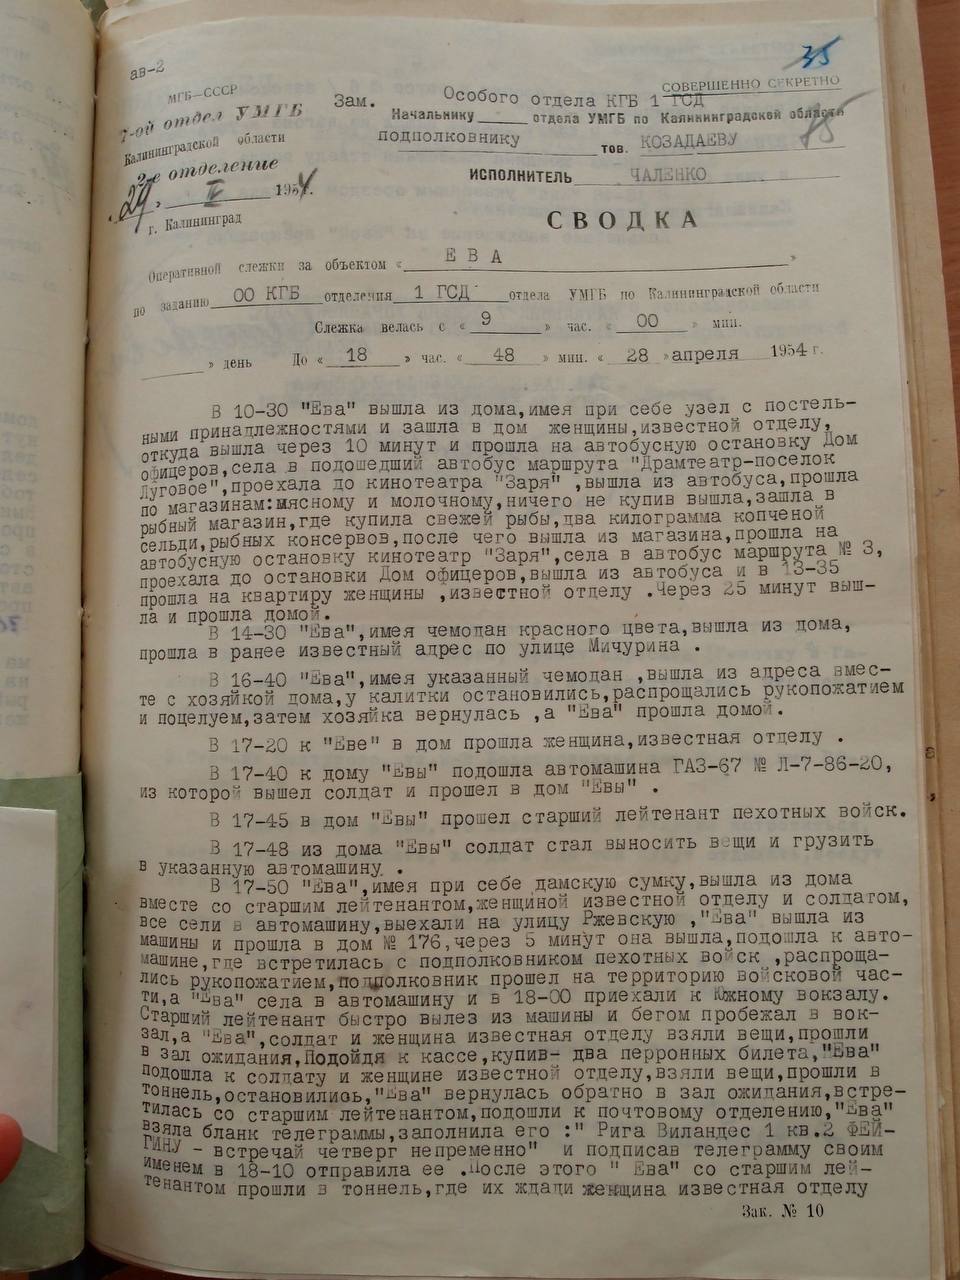 ав-2
35
МГБ—СССР
СОВЕРШЕННО СЕКРЕТНО
7-ой отдел УМГБ
Зам. Особого отдела КГБ 1 ГСД
Калининградской области
Начальнику отдела УМГБ по Калининградской области
2-е отделение
подполковнику тов. КОЗАДАЕВУ
29. IV 1954г.
ИСПОЛНИТЕЛЬ ЧАЛЕНКО
г. Калининград
СВОДКА
Оперативной слежки за объектом « ЕВА »
по заданию ОО КГБ отделения 1 ГСД отдела УМГБ по Калининградской области
Слежка велась с « 9 » час. « 00 » мин.
» день До « 18 » час. « 48 » мин. « 28 » апреля 1954 г.
В 10-30 "Ева" вышла из дома,имея при себе узел с постель-
ными принадлежностями и зашла в дом женщины,известной отделу,
откуда вышла через 10 минут и прошла на автобусную остановку Дом
офицеров,села в подошедший автобус маршрута "Драмтеатр-поселок
Луговое",проехала до кинотеатра "Заря" ,вышла из автобуса,прошла
по магазинам:мясному и молочному,ничего не купив вышла,зашла в
рыбный магазин,где купила свежей рыбы,два килограмма копченой
сельди,рыбных консервов,после чего вышла из магазина,прошла на
автобусную остановку кинотеатр "Заря",села в автобус маршрута № 3,
проехала до остановки Дом офицеров,вышла из автобуса и в 13-35
прошла на квартиру женщины ,известной отделу .Через 25 минут выш-
ла и прошла домой.
В 14-30 "Ева",имея чемодан красного цвета,вышла из дома,
прошла в ранее известный адрес по улице Мичурина .
В 16-40 "Ева",имея указанный чемодан ,вышла из адреса вмес-
те с хозяйкой дома,у калитки остановились,распрощались рукопожатием
и поцелуем,затем хозяйка вернулась ,а "Ева" прошла домой.
В 17-20 к "Еве" в дом прошла женщина,известная отделу .
В 17-40 к дому "Евы" подошла автомашина ГАЗ-67 № Л-7-86-20,
из которой вышел солдат и прошел в дом "Евы" .
В 17-45 в дом "Евы" прошел старший лейтенант пехотных войск.
В 17-48 из дома "Евы" солдат стал выносить вещи и грузить
в указанную автомашину .
В 17-50 "Ева",имея при себе дамскую сумку,вышла из дома
вместе со старшим лейтенантом,женщиной известной отделу и солдатом,
все сели в автомашину,выехали на улицу Ржевскую ,"Ева" вышла из
машины и прошла в дом № 176,через 5 минут она вышла,подошла к авто-
машине,где встретилась с подполковником пехотных войск ,распроща-
лись рукопожатием,подполковник прошел на территорию войсковой час-
ти,а "Ева" села в автомашину и в 18-00 приехали к Южному вокзалу.
Старший лейтенант быстро вылез из машины и бегом пробежал в вок-
зал,а "Ева",солдат и женщина известная отделу взяли вещи,прошли
в зал ожидания,Подойдя к кассе,купив- два перронных билета,"Ева"
подошла к солдату и женщине известной отделу,взяли вещи,прошли в
тоннель,остановились,"Ева" вернулась обратно в зал ожидания,встре-
тилась со старшим лейтенантом,подошли к почтовому отделению,"Ева"
взяла бланк телеграммы,заполнила его :" Рига Виландес 1 кв.2 ФЕЙ-
ГИНУ - встречай четверг непременно" и подписав телеграмму своим
именем в 18-10 отправила ее .После этого " Ева" со старшим лей-
тенантом прошли в тоннель,где их ждали женщина известная отделу
Зак. № 10